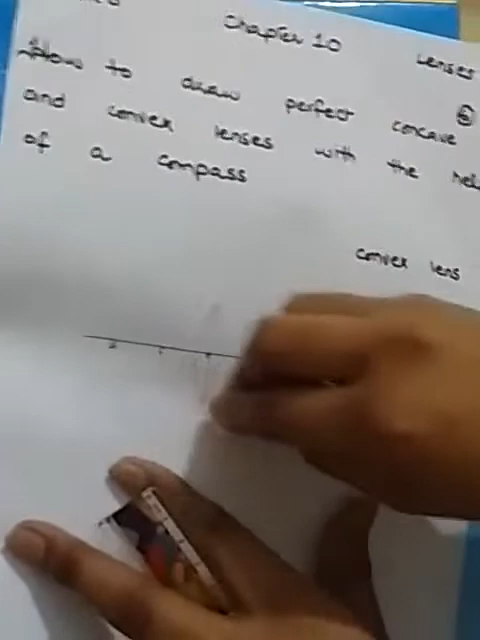 Chapter 10 Lenses
How to draw perfect concave
and convex lenses with the
of a compass
convex lens